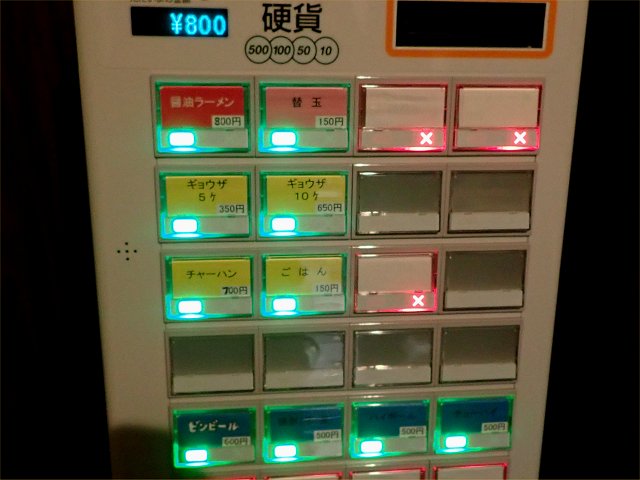 ¥800
硬貨
500 100 50 10
醤油ラーメン
800円
替玉
150円
ギョウザ
5ヶ
350円
ギョウザ
10ヶ
650円
チャーハン
700円
ごはん
150円
ビンビール
600円
500円
500円
500円